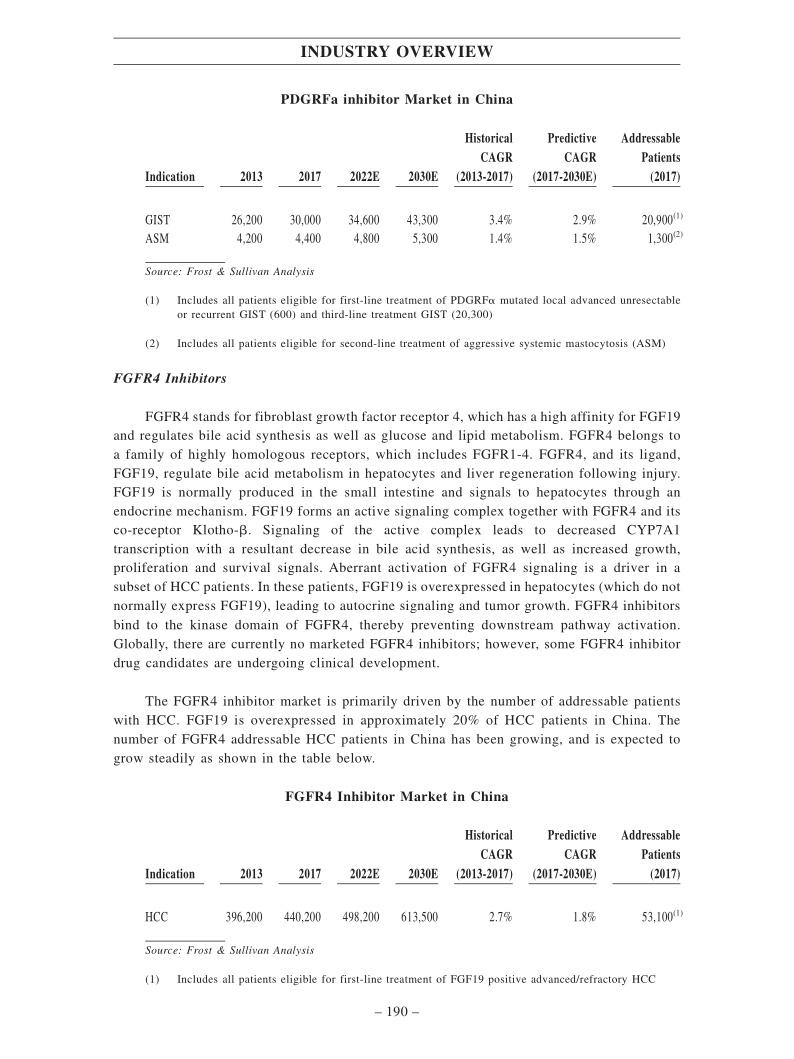 INDUSTRY OVERVIEW
PDGRFa inhibitor Market in China
Historical Predictive Addressable
CAGR CAGR Patients
Indication 2013 2017 2022E 2030E (2013-2017) (2017-2030E) (2017)
GIST 26,200 30,000 34,600 43,300 3.4% 2.9% 20,900(1)
ASM 4,200 4,400 4,800 5,300 1.4% 1.5% 1,300(2)
Source: Frost & Sullivan Analysis
(1) Includes all patients eligible for first-line treatment of PDGRFα mutated local advanced unresectable
or recurrent GIST (600) and third-line treatment GIST (20,300)
(2) Includes all patients eligible for second-line treatment of aggressive systemic mastocytosis (ASM)
FGFR4 Inhibitors
FGFR4 stands for fibroblast growth factor receptor 4, which has a high affinity for FGF19
and regulates bile acid synthesis as well as glucose and lipid metabolism. FGFR4 belongs to
a family of highly homologous receptors, which includes FGFR1-4. FGFR4, and its ligand,
FGF19, regulate bile acid metabolism in hepatocytes and liver regeneration following injury.
FGF19 is normally produced in the small intestine and signals to hepatocytes through an
endocrine mechanism. FGF19 forms an active signaling complex together with FGFR4 and its
co-receptor Klotho-β. Signaling of the active complex leads to decreased CYP7A1
transcription with a resultant decrease in bile acid synthesis, as well as increased growth,
proliferation and survival signals. Aberrant activation of FGFR4 signaling is a driver in a
subset of HCC patients. In these patients, FGF19 is overexpressed in hepatocytes (which do not
normally express FGF19), leading to autocrine signaling and tumor growth. FGFR4 inhibitors
bind to the kinase domain of FGFR4, thereby preventing downstream pathway activation.
Globally, there are currently no marketed FGFR4 inhibitors; however, some FGFR4 inhibitor
drug candidates are undergoing clinical development.
The FGFR4 inhibitor market is primarily driven by the number of addressable patients
with HCC. FGF19 is overexpressed in approximately 20% of HCC patients in China. The
number of FGFR4 addressable HCC patients in China has been growing, and is expected to
grow steadily as shown in the table below.
FGFR4 Inhibitor Market in China
Historical Predictive Addressable
CAGR CAGR Patients
Indication 2013 2017 2022E 2030E (2013-2017) (2017-2030E) (2017)
HCC 396,200 440,200 498,200 613,500 2.7% 1.8% 53,100(1)
Source: Frost & Sullivan Analysis
(1) Includes all patients eligible for first-line treatment of FGF19 positive advanced/refractory HCC
– 190 –